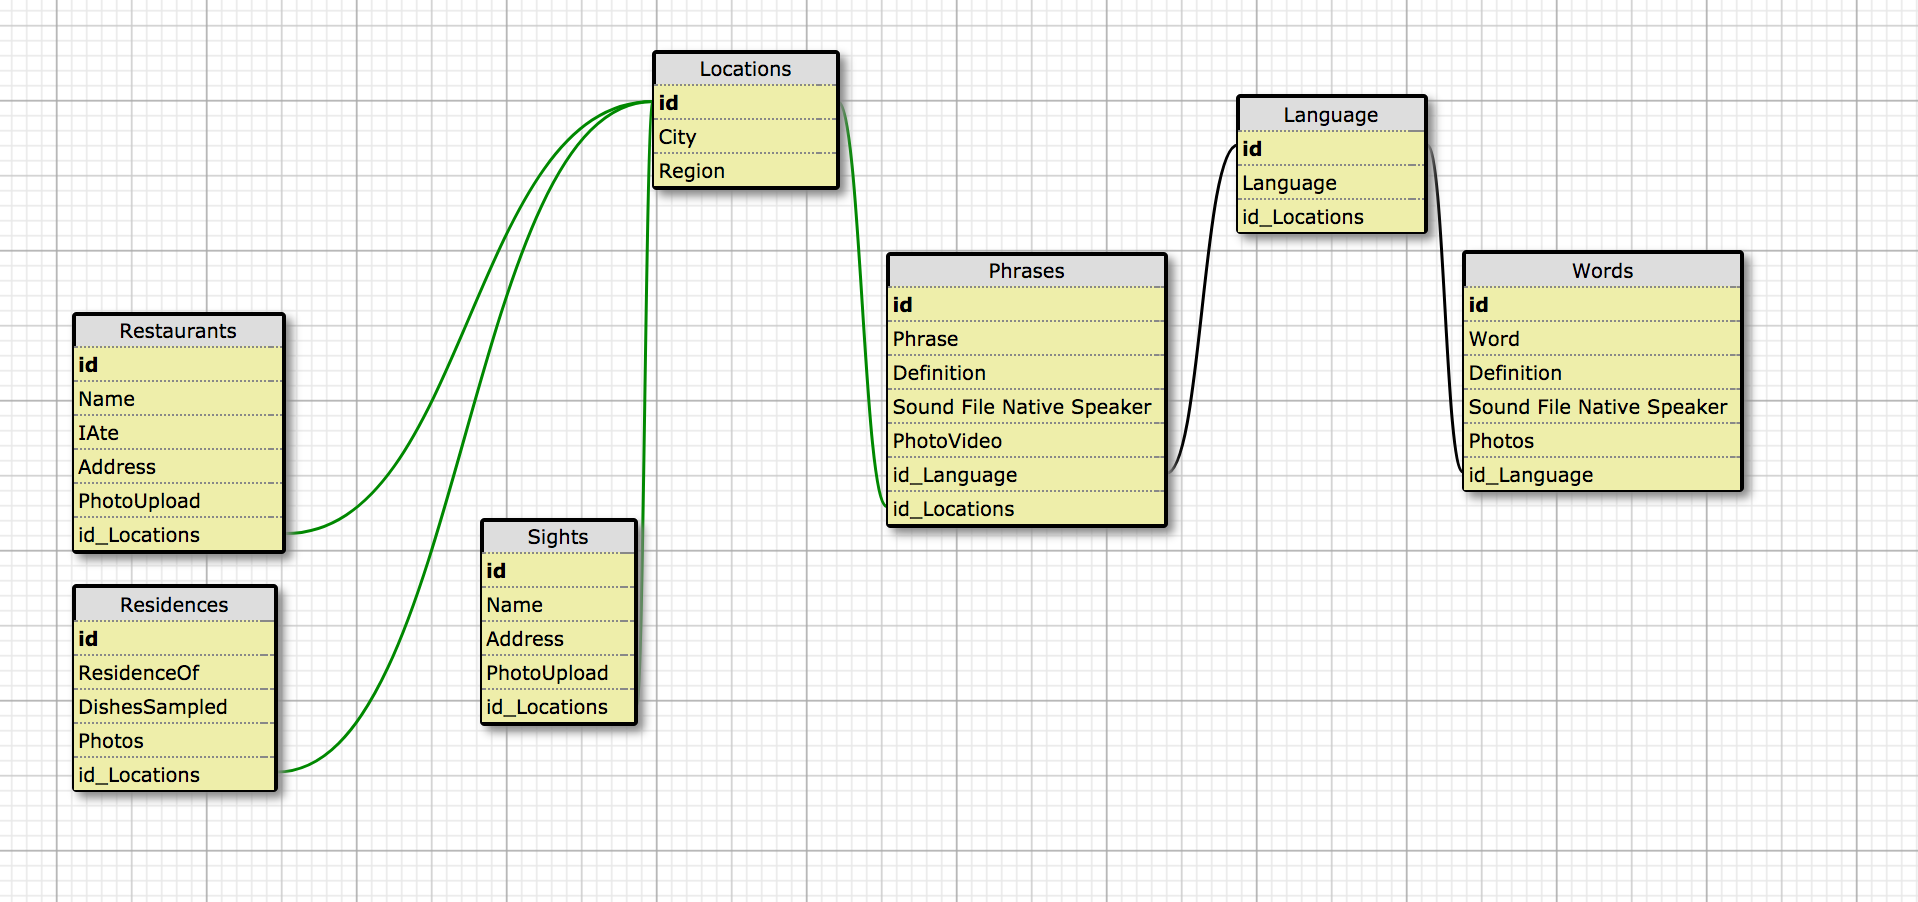 Locations
id
City
Region
Language
id
Language
id_Locations
Phrases
id
Phrase
Definition
Sound File Native Speaker
PhotoVideo
id_Language
id_Locations
Words
id
Word
Definition
Sound File Native Speaker
Photos
id_Language
Restaurants
id
Name
IAte
Address
PhotoUpload
id_Locations
Sights
id
Name
Address
PhotoUpload
id_Locations
Residences
id
ResidenceOf
DishesSampled
Photos
id_Locations